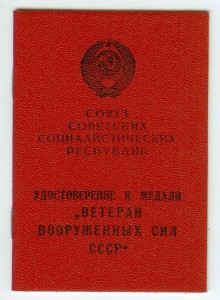 СОЮЗ
СОВЕТСКИХ
СОЦИАЛИСТИЧЕСКИХ
РЕСПУБЛИК
УДОСТОВЕРЕНИЕ К МЕДАЛИ
„ВЕТЕРАН
ВООРУЖЕННЫХ СИЛ
СССР“